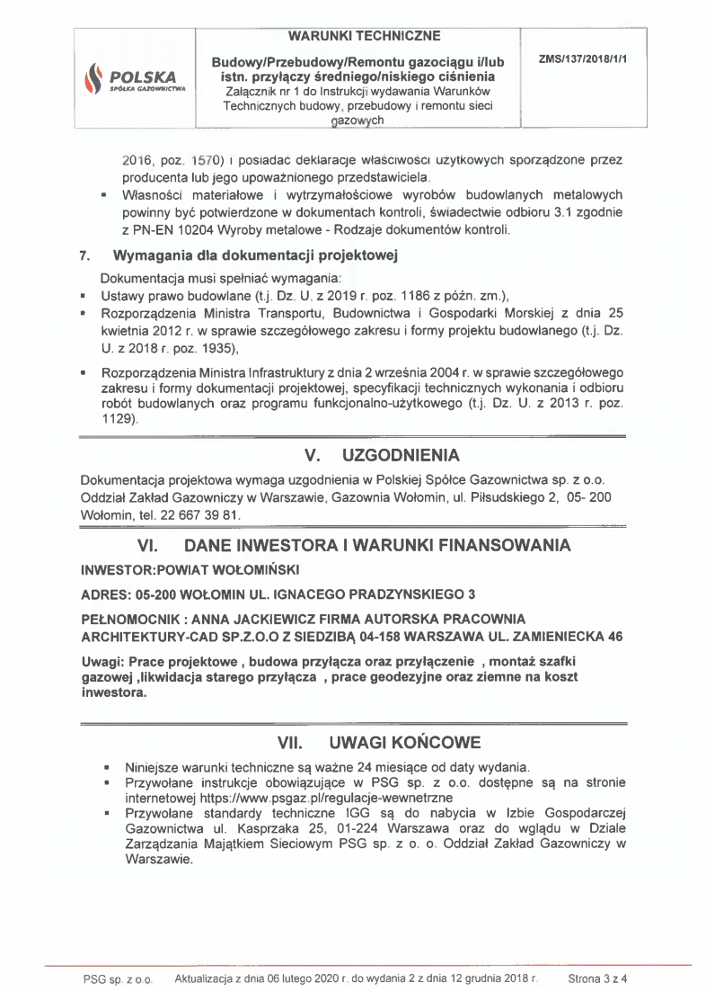 WARUNKI TECHNICZNE
Budowy/Przebudowy/Remontu gazociągu i/lub
istn. przyłączy średniego/niskiego ciśnienia
Załącznik nr 1 do Instrukcji wydawania Warunków
Technicznych budowy, przebudowy i remontu sieci
gazowych
ZMS/137/2018/1/1
POLSKA
SPÓŁKA GAZOWNICTWA
2016, poz. 1570) i posiadać deklaracje właściwości użytkowych sporządzone przez
producenta lub jego upoważnionego przedstawiciela.
▪ Własności materiałowe i wytrzymałościowe wyrobów budowlanych metalowych
powinny być potwierdzone w dokumentach kontroli, świadectwie odbioru 3.1 zgodnie
z PN-EN 10204 Wyroby metalowe - Rodzaje dokumentów kontroli.
7. Wymagania dla dokumentacji projektowej
Dokumentacja musi spełniać wymagania:
▪ Ustawy prawo budowlane (t.j. Dz. U. z 2019 r. poz. 1186 z późn. zm.),
▪ Rozporządzenia Ministra Transportu, Budownictwa i Gospodarki Morskiej z dnia 25
kwietnia 2012 r. w sprawie szczegółowego zakresu i formy projektu budowlanego (t.j. Dz.
U. z 2018 r. poz. 1935),
▪ Rozporządzenia Ministra Infrastruktury z dnia 2 września 2004 r. w sprawie szczegółowego
zakresu i formy dokumentacji projektowej, specyfikacji technicznych wykonania i odbioru
robót budowlanych oraz programu funkcjonalno-użytkowego (t.j. Dz. U. z 2013 r. poz.
1129).
V. UZGODNIENIA
Dokumentacja projektowa wymaga uzgodnienia w Polskiej Spółce Gazownictwa sp. z o.o.
Oddział Zakład Gazowniczy w Warszawie, Gazownia Wołomin, ul. Piłsudskiego 2, 05- 200
Wołomin, tel. 22 667 39 81.
VI. DANE INWESTORA I WARUNKI FINANSOWANIA
INWESTOR:POWIAT WOŁOMIŃSKI
ADRES: 05-200 WOŁOMIN UL. IGNACEGO PRADZYNSKIEGO 3
PEŁNOMOCNIK : ANNA JACKIEWICZ FIRMA AUTORSKA PRACOWNIA
ARCHITEKTURY-CAD SP.Z.O.O Z SIEDZIBĄ 04-158 WARSZAWA UL. ZAMIENIECKA 46
Uwagi: Prace projektowe , budowa przyłącza oraz przyłączenie , montaż szafki
gazowej ,likwidacja starego przyłącza , prace geodezyjne oraz ziemne na koszt
inwestora.
VII. UWAGI KOŃCOWE
▪ Niniejsze warunki techniczne są ważne 24 miesiące od daty wydania.
▪ Przywołane instrukcje obowiązujące w PSG sp. z o.o. dostępne są na stronie
internetowej https://www.psgaz.pl/regulacje-wewnetrzne
▪ Przywołane standardy techniczne IGG są do nabycia w Izbie Gospodarczej
Gazownictwa ul. Kasprzaka 25, 01-224 Warszawa oraz do wglądu w Dziale
Zarządzania Majątkiem Sieciowym PSG sp. z o. o. Oddział Zakład Gazowniczy w
Warszawie.
PSG sp. z o.o. Aktualizacja z dnia 06 lutego 2020 r. do wydania 2 z dnia 12 grudnia 2018 r. Strona 3 z 4